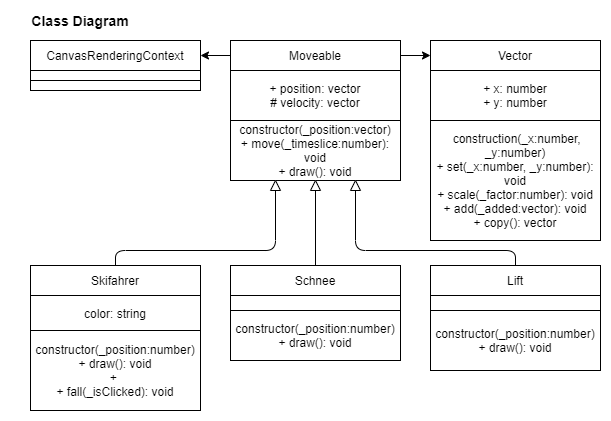 Class Diagram
CanvasRenderingContext
Moveable
+ position: vector
# velocity: vector
constructor(_position:vector)
+ move(_timeslice:number):
void
+ draw(): void
Vector
+ x: number
+ y: number
construction(_x:number,
_y:number)
+ set(_x:number, _y:number):
void
+ scale(_factor:number): void
+ add(_added:vector): void
+ copy(): vector
Skifahrer
color: string
constructor(_position:number)
+ draw(): void
+
+ fall(_isClicked): void
Schnee
constructor(_position:number)
+ draw(): void
Lift
constructor(_position:number)
+ draw(): void